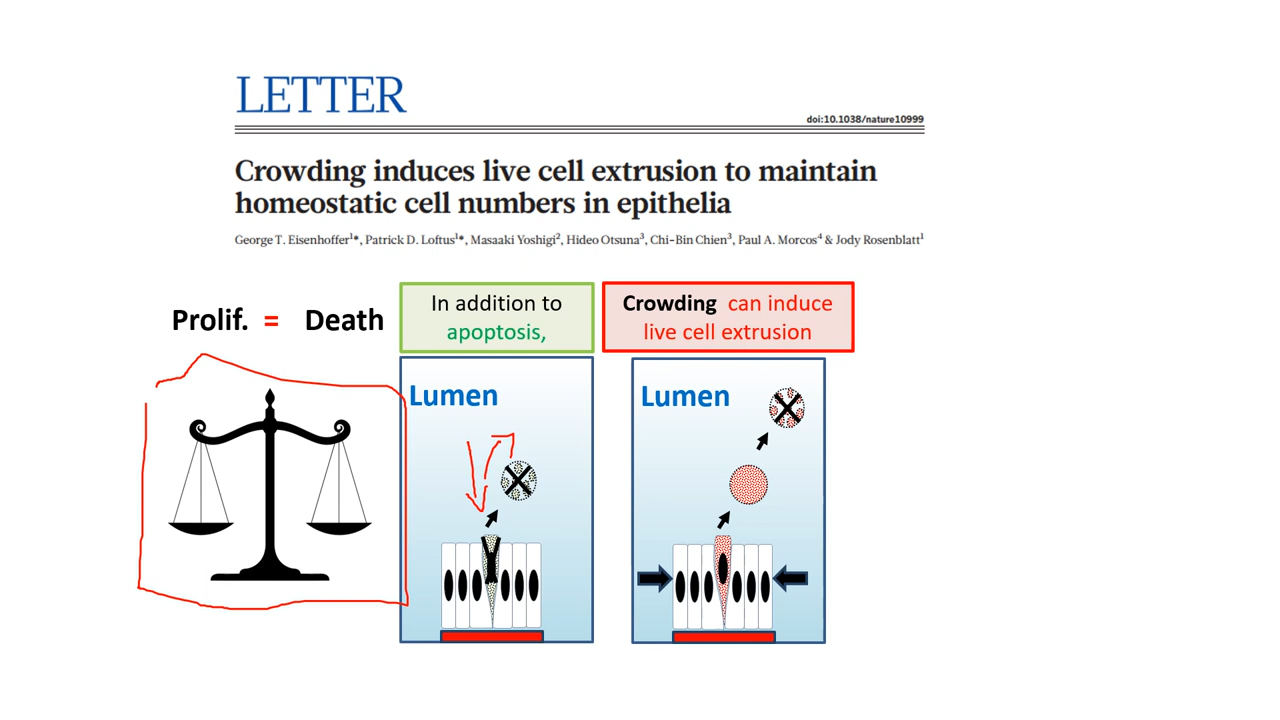 LETTER
doi:10.1038/nature10999
Crowding induces live cell extrusion to maintain
homeostatic cell numbers in epithelia
George T. Eisenhoffer¹*, Patrick D. Loftus¹*, Masaaki Yoshigi², Hideo Otsuna³, Chi-Bin Chien³, Paul A. Morcos⁴ & Jody Rosenblatt¹
Prolif. = Death
In addition to
apoptosis,
Crowding can induce
live cell extrusion
Lumen
Lumen